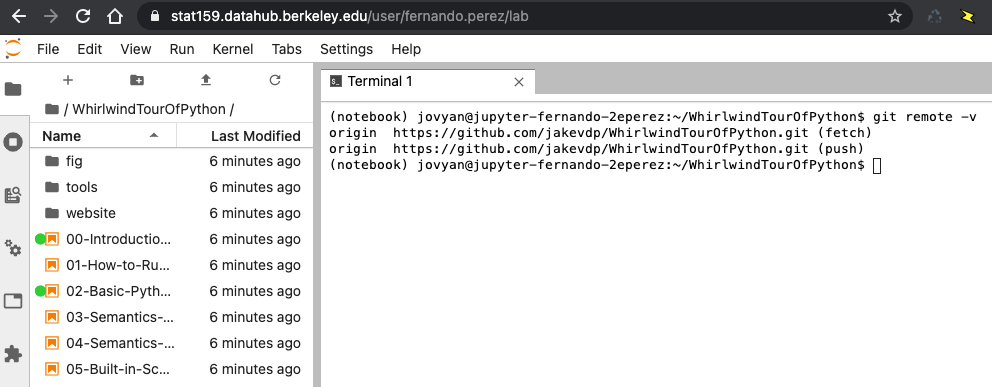 stat159.datahub.berkeley.edu/user/fernando.perez/lab
File Edit View Run Kernel Tabs Settings Help
/ WhirlwindTourOfPython /
Name Last Modified
fig 6 minutes ago
tools 6 minutes ago
website 6 minutes ago
00-Introductio... 6 minutes ago
01-How-to-Ru... 6 minutes ago
02-Basic-Pyth... 6 minutes ago
03-Semantics-... 6 minutes ago
04-Semantics-... 6 minutes ago
05-Built-in-Sc... 6 minutes ago
Terminal 1
(notebook) jovyan@jupyter-fernando-2eperez:~/WhirlwindTourOfPython$ git remote -v
origin https://github.com/jakevdp/WhirlwindTourOfPython.git (fetch)
origin https://github.com/jakevdp/WhirlwindTourOfPython.git (push)
(notebook) jovyan@jupyter-fernando-2eperez:~/WhirlwindTourOfPython$